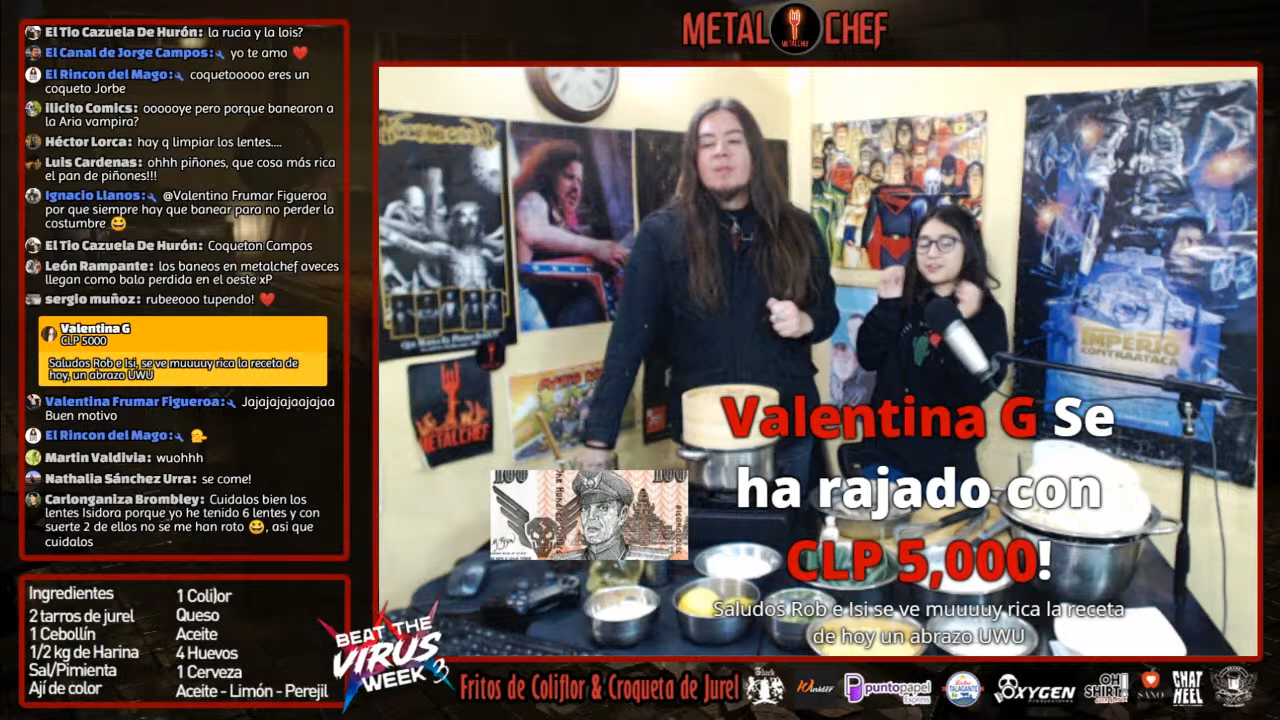 METAL CHEF
METALCHEF
El Tio Cazuela De Hurón: la rucia y la lois?
El Canal de Jorge Campos: yo te amo ❤️
El Rincon del Mago: coquetooooo eres un
coqueto Jorbe
ilicito Comics: oooooye pero porque banearon a
la Aria vampira?
Héctor Lorca: hay q limpiar los lentes....
Luis Cardenas: ohhh piñones, que cosa más rica
el pan de piñones!!!
Ignacio Llanos: @Valentina Frumar Figueroa
por que siempre hay que banear para no perder la
costumbre 😆
El Tio Cazuela De Hurón: Coqueton Campos
León Rampante: los baneos en metalchef aveces
llegan como bala perdida en el oeste xP
sergio muñoz: rubeeoo tupendo! ❤️
Valentina G
CLP 5000
Saludos Rob e Isi, se ve muuuuy rica la receta de
hoy, un abrazo UWU
Valentina Frumar Figueroa: Jajajajajaajajaa
Buen motivo
El Rincon del Mago:
Martin Valdivia: wuohhh
Nathalia Sánchez Urra: se come!
Carlonganiza Brombley: Cuidalos bien los
lentes Isidora porque yo he tenido 6 lentes y con
suerte 2 de ellos no se me han roto 😆, asi que
cuidalos
METALCHEF
IMPERIO
CONTRAATACA
Valentina G Se
ha rajado con
CLP 5,000!
Saludos Rob e Isi se ve muuuuy rica la receta
de hoy un abrazo UWU
100 100
Ingredientes
2 tarros de jurel
1 Cebollín
1/2 kg de Harina
Sal/Pimienta
Ají de color
1 Coliflor
Queso
Aceite
4 Huevos
1 Cerveza
Aceite - Limón - Perejil
BEAT THE
VIRUS
WEEK 3
Fritos de Coliflor & Croqueta de Jurel
Black
Winkler
puntopapel
Express
TALAGANTE
OXYGEN
PRODUCCIONES
OH
SHIRT!
SANO
CHAT
HEEL